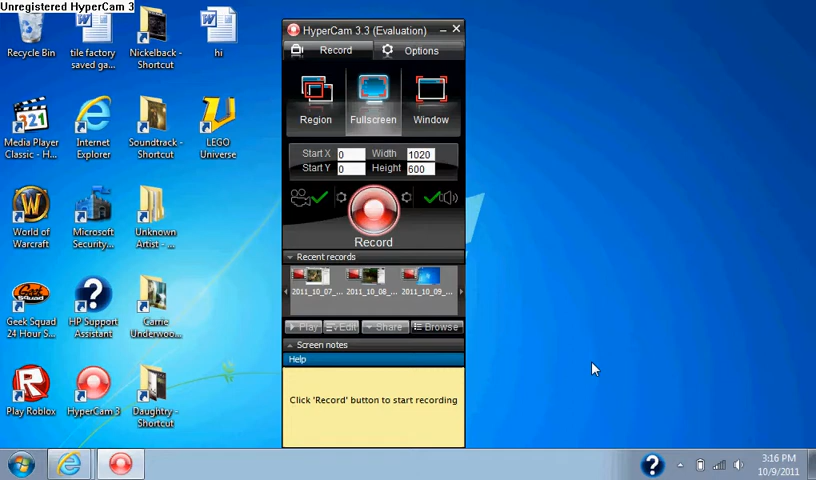 Unregistered HyperCam 3
Recycle Bin
tile factory
saved ga...
Nickelback -
Shortcut
hi
Media Player
Classic - H...
Internet
Explorer
Soundtrack -
Shortcut
LEGO
Universe
World of
Warcraft
Microsoft
Security...
Unknown
Artist - ...
Geek Squad
24 Hour S...
HP Support
Assistant
Carrie
Underwoo...
Play Roblox
HyperCam 3
Daughtry -
Shortcut
HyperCam 3.3 (Evaluation)
Record
Options
Region
Fullscreen
Window
Start X 0 Width 1020
Start Y 0 Height 600
Record
Recent records
2011_10_07_... 2011_10_08_... 2011_10_09_...
Play Edit Share Browse
Screen notes
Help
Click 'Record' button to start recording
3:16 PM
10/9/2011